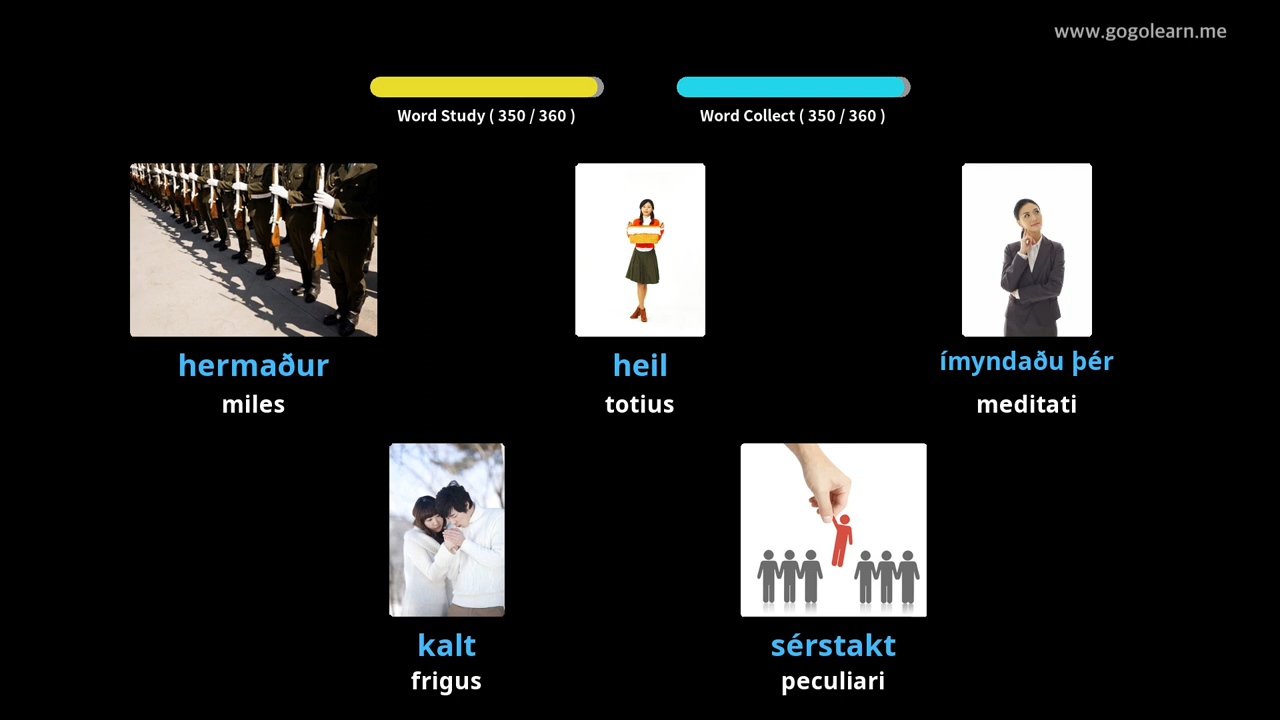 www.gogolearn.me
Word Study ( 350 / 360 )
Word Collect ( 350 / 360 )
hermaður
heil
ímyndaðu þér
miles
totius
meditati
kalt
sérstakt
frigus
peculiari